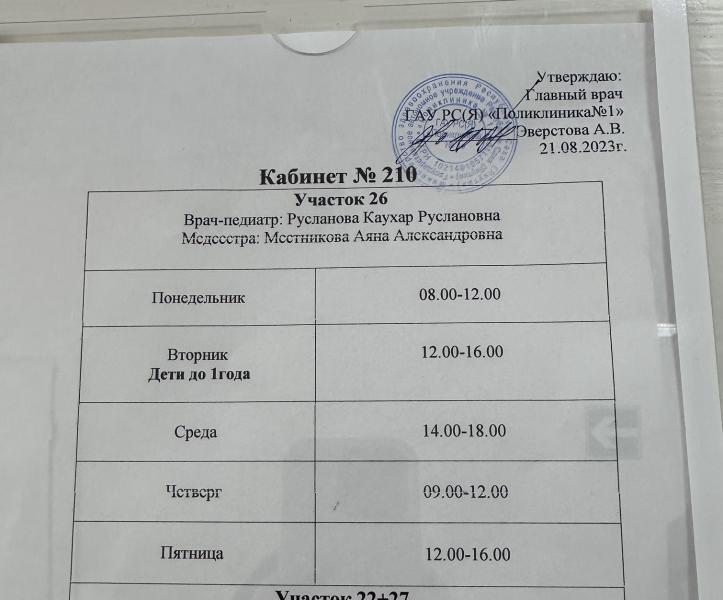 Утверждаю:
Главный врач
ГАУ РС(Я) «Поликлиника№1»
Эверстова А.В.
21.08.2023г.
Кабинет № 210
Участок 26
Врач-педиатр: Русланова Каухар Руслановна
Медсестра: Местникова Аяна Александровна
Понедельник 08.00-12.00
Вторник 12.00-16.00
Дети до 1года
Среда 14.00-18.00
Четверг 09.00-12.00
Пятница 12.00-16.00
Участок 22+27